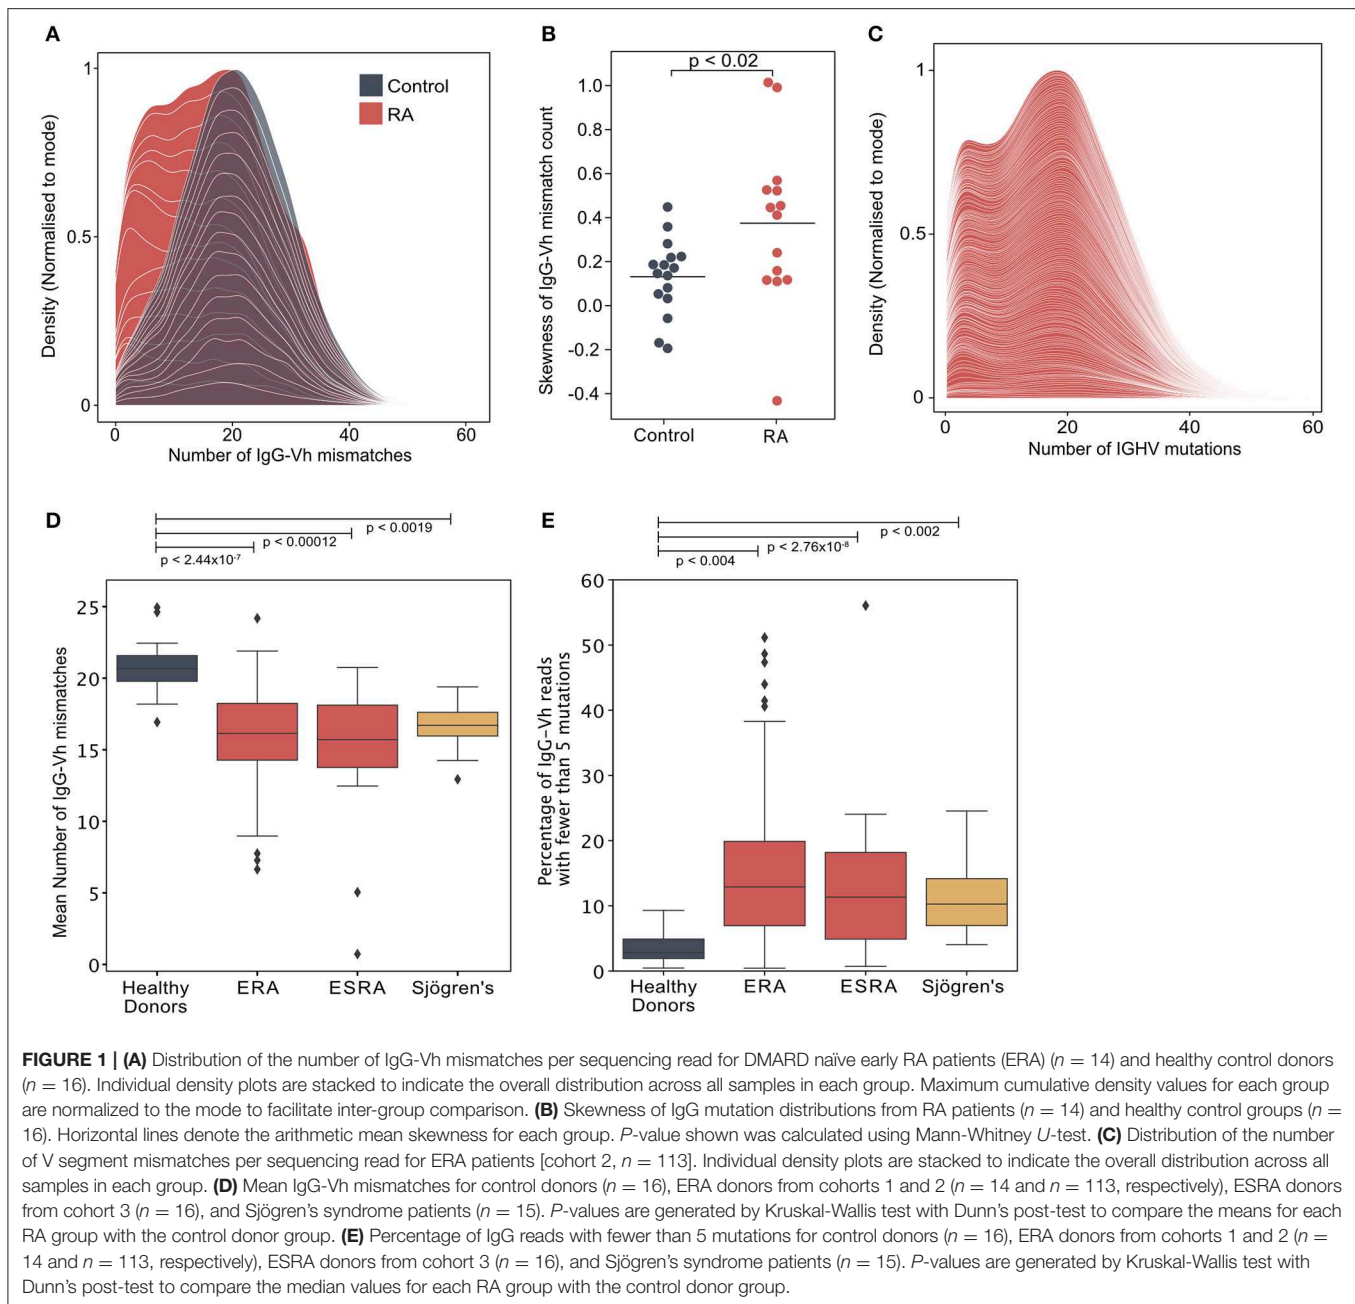 A
1
0.5
0
Density (Normalised to mode)
Control
RA
0
20
40
60
Number of IgG-Vh mismatches
B
p < 0.02
1.0
0.8
0.6
0.4
0.2
0.0
-0.2
-0.4
Skewness of IgG-Vh mismatch count
Control
RA
C
1
0.5
0
Density (Normalised to mode)
0
20
40
60
Number of IGHV mutations
D
p < 0.0019
p < 0.00012
p < 2.44x10-7
25
20
15
10
5
0
Mean Number of IgG-Vh mismatches
Healthy
Donors
ERA
ESRA
Sjögren's
E
p < 0.002
p < 2.76x10-8
p < 0.004
60
50
40
30
20
10
0
Percentage of IgG-Vh reads
with fewer than 5 mutations
Healthy
Donors
ERA
ESRA
Sjögren's
FIGURE 1 | (A) Distribution of the number of IgG-Vh mismatches per sequencing read for DMARD naïve early RA patients (ERA) (n = 14) and healthy control donors
(n = 16). Individual density plots are stacked to indicate the overall distribution across all samples in each group. Maximum cumulative density values for each group
are normalized to the mode to facilitate inter-group comparison. (B) Skewness of IgG mutation distributions from RA patients (n = 14) and healthy control groups (n =
16). Horizontal lines denote the arithmetic mean skewness for each group. P-value shown was calculated using Mann-Whitney U-test. (C) Distribution of the number
of V segment mismatches per sequencing read for ERA patients [cohort 2, n = 113]. Individual density plots are stacked to indicate the overall distribution across all
samples in each group. (D) Mean IgG-Vh mismatches for control donors (n = 16), ERA donors from cohorts 1 and 2 (n = 14 and n = 113, respectively), ESRA donors
from cohort 3 (n = 16), and Sjögren's syndrome patients (n = 15). P-values are generated by Kruskal-Wallis test with Dunn's post-test to compare the means for each
RA group with the control donor group. (E) Percentage of IgG reads with fewer than 5 mutations for control donors (n = 16), ERA donors from cohorts 1 and 2 (n =
14 and n = 113, respectively), ESRA donors from cohort 3 (n = 16), and Sjögren's syndrome patients (n = 15). P-values are generated by Kruskal-Wallis test with
Dunn's post-test to compare the median values for each RA group with the control donor group.